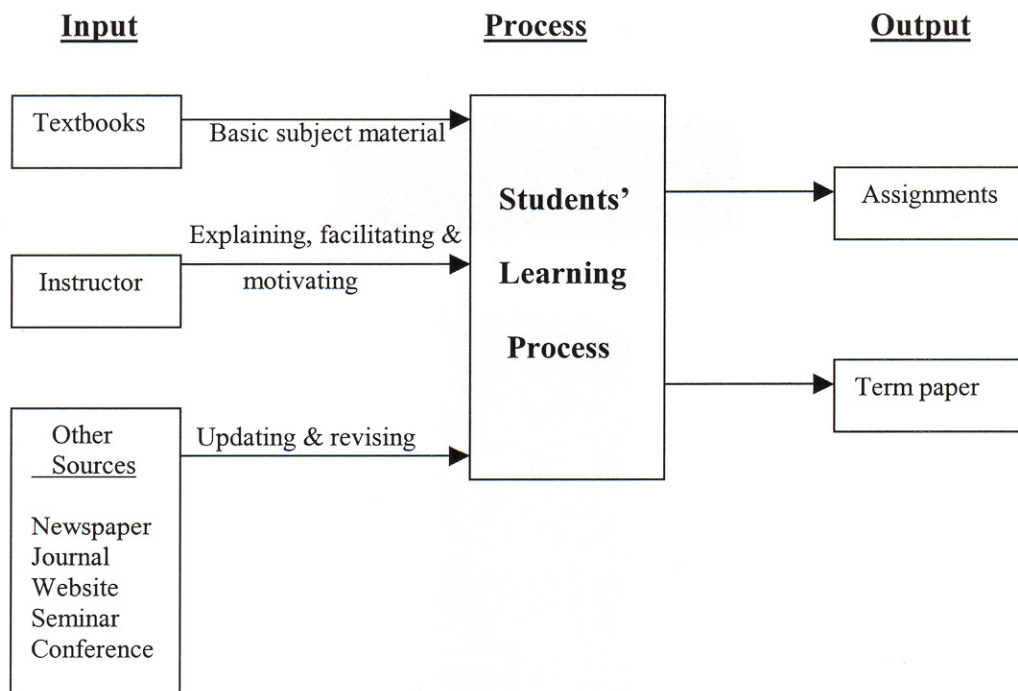 Input
Process
Output
Textbooks
Basic subject material
Instructor
Explaining, facilitating &
motivating
Other
Sources
Newspaper
Journal
Website
Seminar
Conference
Updating & revising
Students’
Learning
Process
Assignments
Term paper